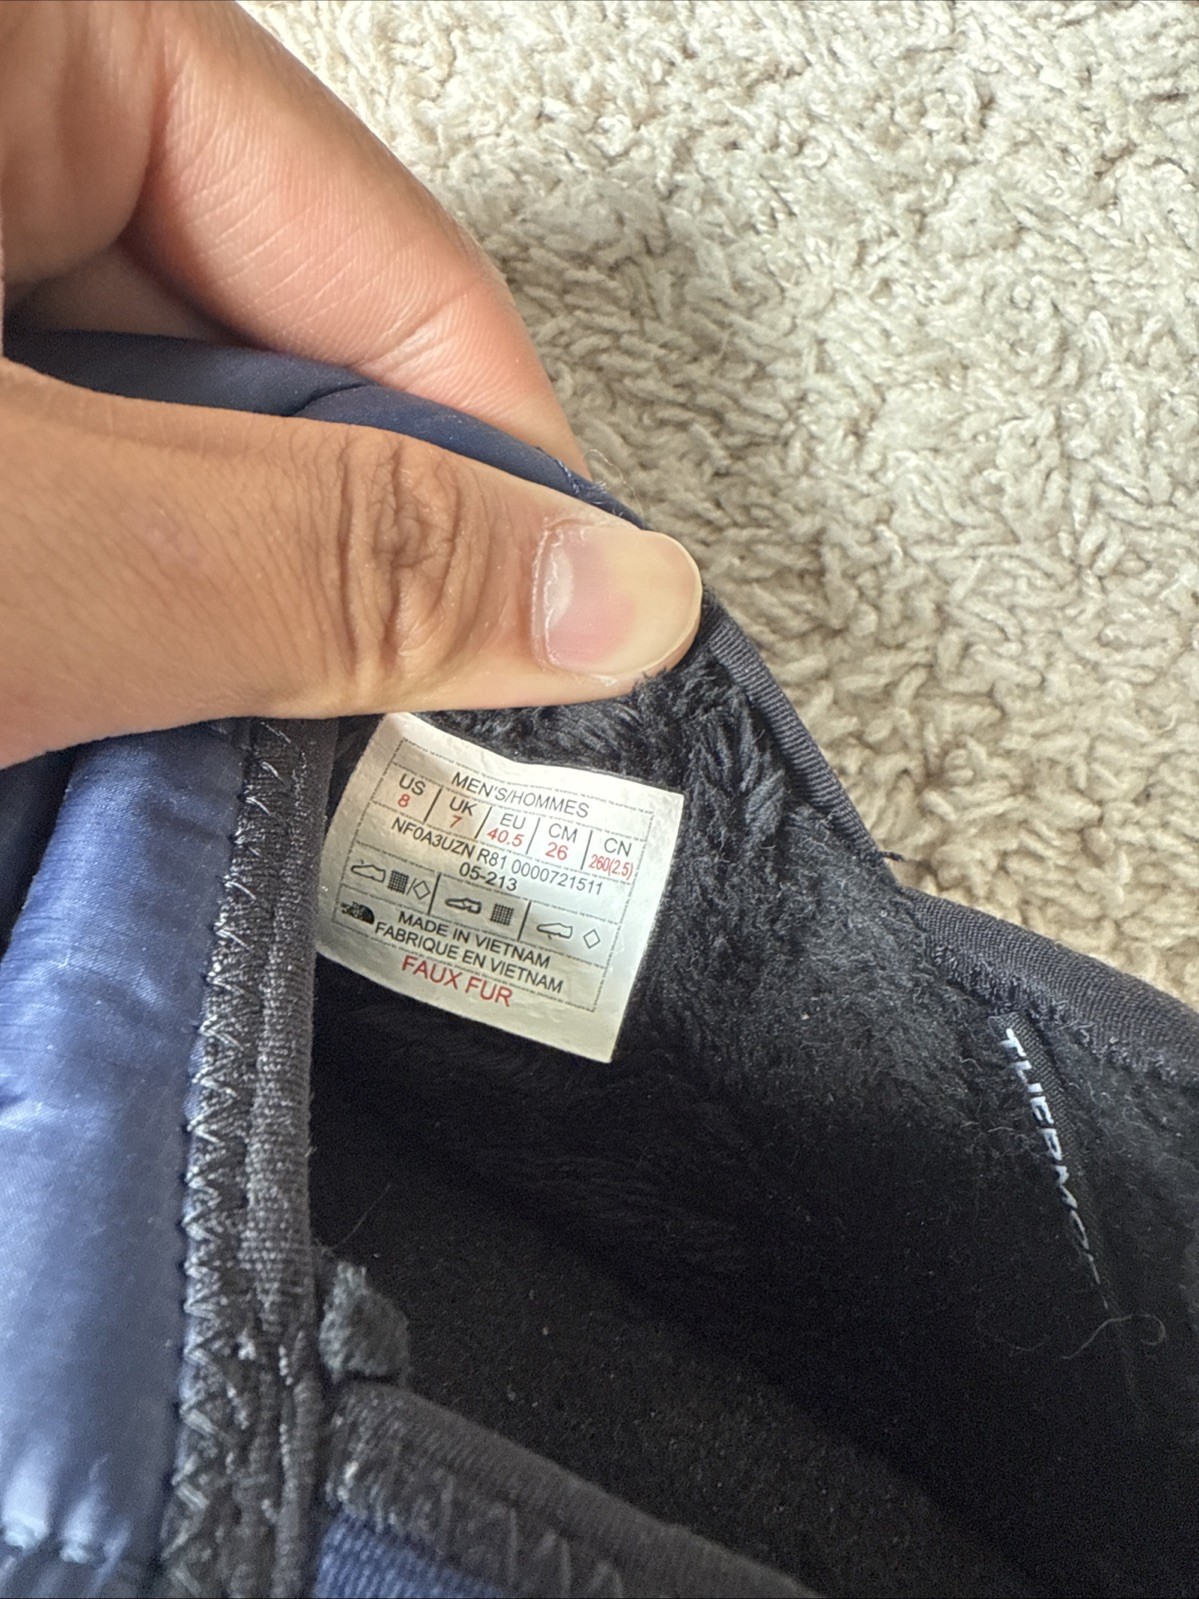 MEN'S/HOMMES
US UK EU CM CN
8 7 40.5 26 260(2.5)
NF0A3UZN R81 0000721511
05-213
MADE IN VIETNAM
FABRIQUE EN VIETNAM
FAUX FUR